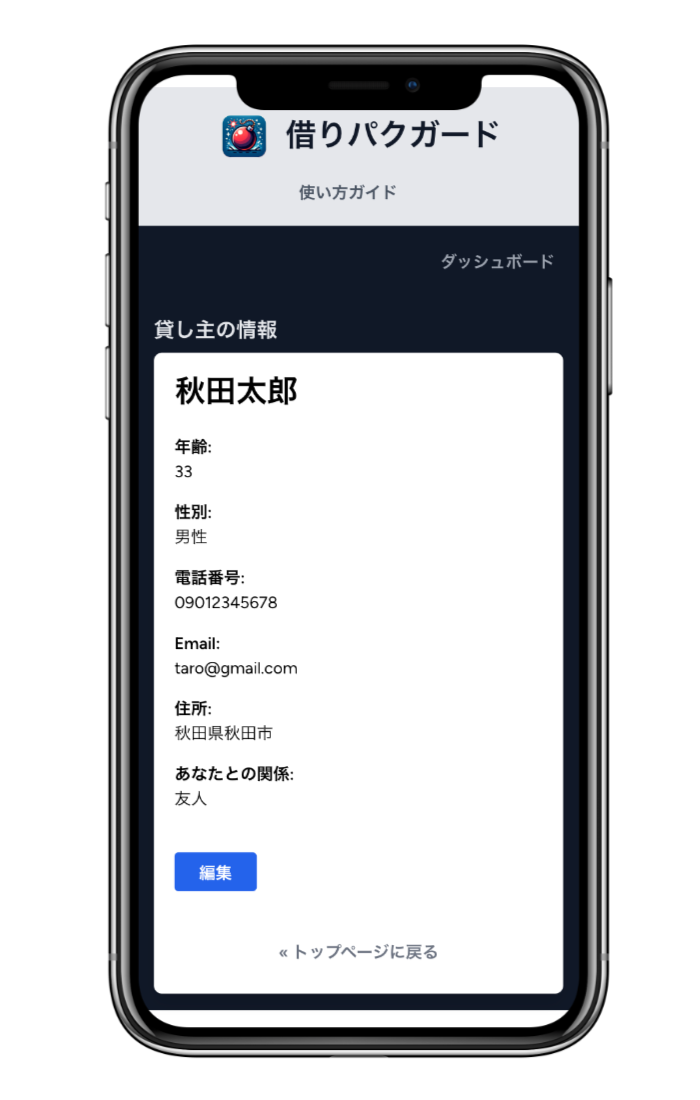 借りパクガード
使い方ガイド
ダッシュボード
貸し主の情報
秋田太郎
年齢:
33
性別:
男性
電話番号:
09012345678
Email:
taro@gmail.com
住所:
秋田県秋田市
あなたとの関係:
友人
編集
« トップページに戻る